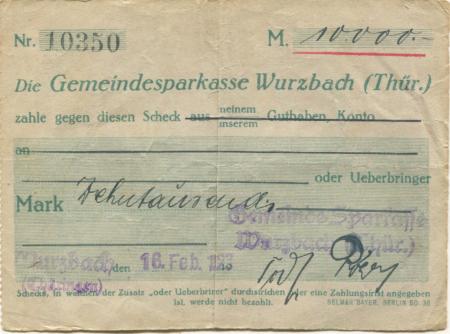 Nr. 10350 M. 10000.-
Die Gemeindesparkasse Wurzbach (Thür.)
zahle gegen diesen Scheck aus meinem Guthaben, Konto
unserem
an
oder Ueberbringer
Mark Zehntausend
Gemeinde Sparkasse
Wurzbach (Thür.)
Wurzbach, den 16. Feb.
(Thüringen)
Schecks, in welchen der Zusatz „oder Ueberbringer" durchstrichen oder eine Zahlungsfrist angegeben
ist, werde nicht bezahlt. SELMAR BAYER, BERLIN SO. 36